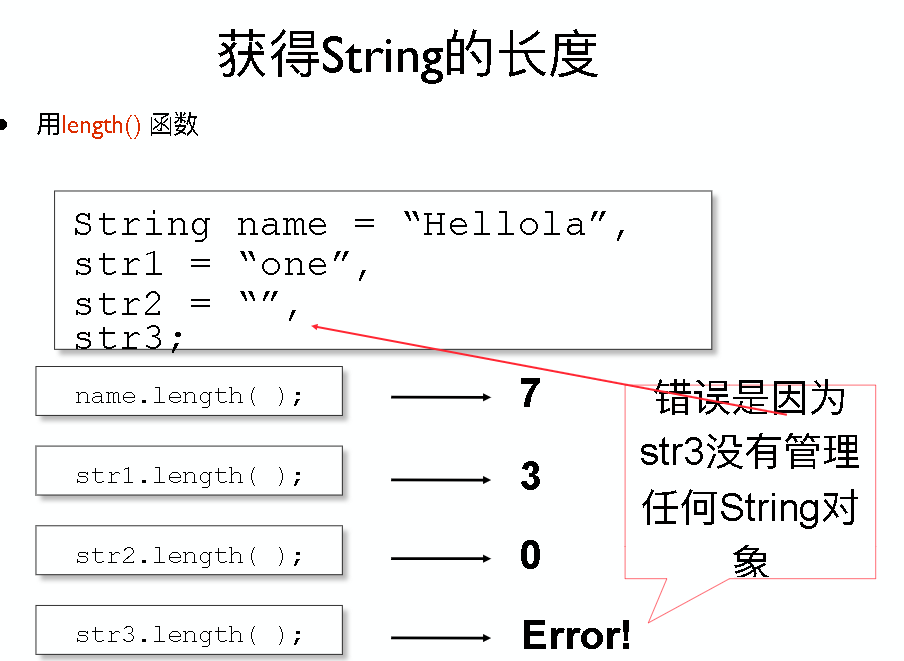 获得String的长度
• 用length() 函数
String name = “Hellola”,
str1 = “one”,
str2 = “”,
str3;
name.length( );
7
str1.length( );
3
str2.length( );
0
str3.length( );
Error!
错误是因为
str3没有管理
任何String对
象